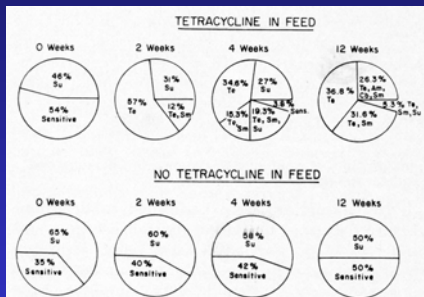 TETRACYCLINE IN FEED
0 Weeks
2 Weeks
4 Weeks
12 Weeks
46%
Su
54%
Sensitive
31%
Su
57%
Te
12%
Te, Sm
34.6%
Te
27%
Su
3.8%
Sens.
15.3%
Te,
Sm
19.3%
Te, Sm,
Su
26.3%
Te, Am,
Cb, Sm
36.8%
Te
5.3% Te,
Sm, Su
31.6%
Te, Sm
NO TETRACYCLINE IN FEED
0 Weeks
2 Weeks
4 Weeks
12 Weeks
65%
Su
35%
Sensitive
60%
Su
40%
Sensitive
58%
Su
42%
Sensitive
50%
Su
50%
Sensitive